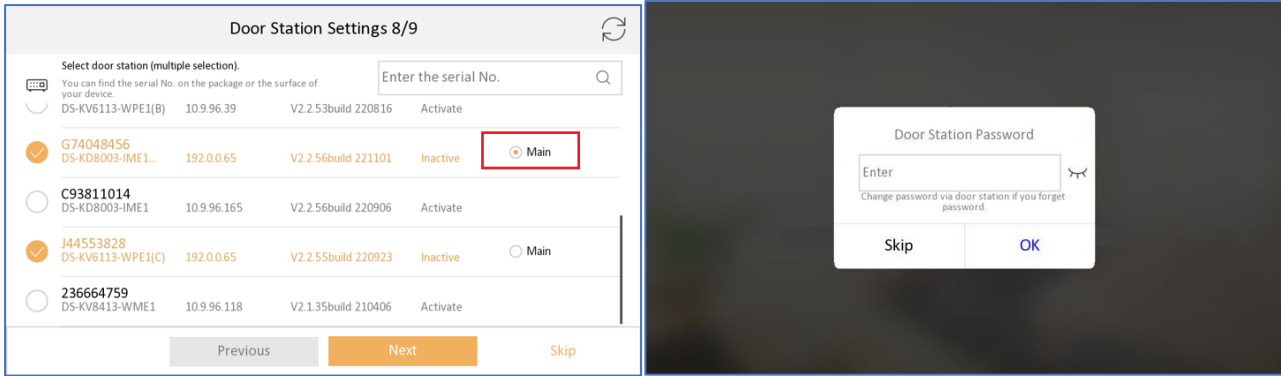 Door Station Settings 8/9
Select door station (multiple selection).
You can find the serial No. on the package or the surface of
your device.
Enter the serial No.
DS-KV6113-WPE1(B) 10.9.96.39 V2.2.53build 220816 Activate
G74048456
DS-KD8003-IME1... 192.0.0.65 V2.2.56build 221101 Inactive Main
C93811014
DS-KD8003-IME1 10.9.96.165 V2.2.56build 220906 Activate
J44553828
DS-KV6113-WPE1(C) 192.0.0.65 V2.2.55build 220923 Inactive Main
236664759
DS-KV8413-WME1 10.9.96.118 V2.1.35build 210406 Activate
Previous Next Skip
Door Station Password
Enter
Change password via door station if you forget
password.
Skip OK